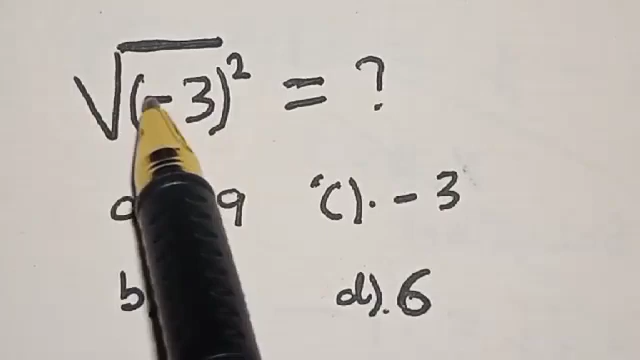 √(-3)² = ?
a 9 (c). - 3
b d). 6